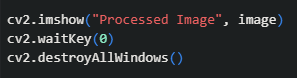 cv2.imshow("Processed Image", image)
cv2.waitKey(0)
cv2.destroyAllWindows()